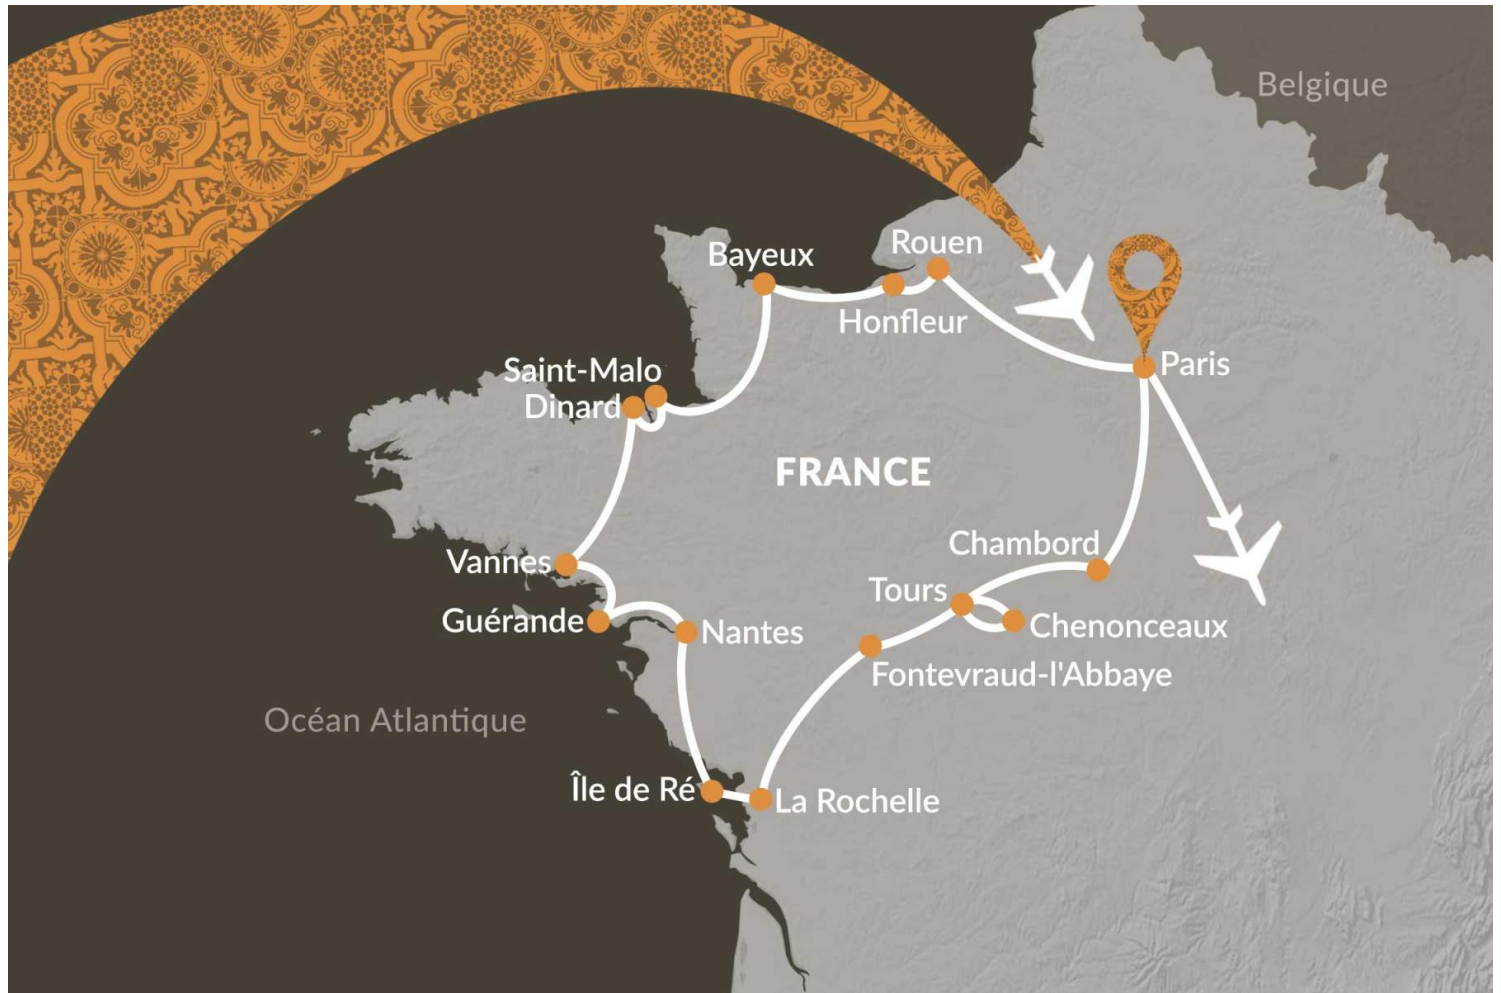 Belgique
Rouen
Bayeux
Honfleur
Paris
Saint-Malo
Dinard
FRANCE
Chambord
Vannes
Tours
Guérande
Nantes
Chenonceaux
Fontevraud-l'Abbaye
Océan Atlantique
Île de Ré
La Rochelle